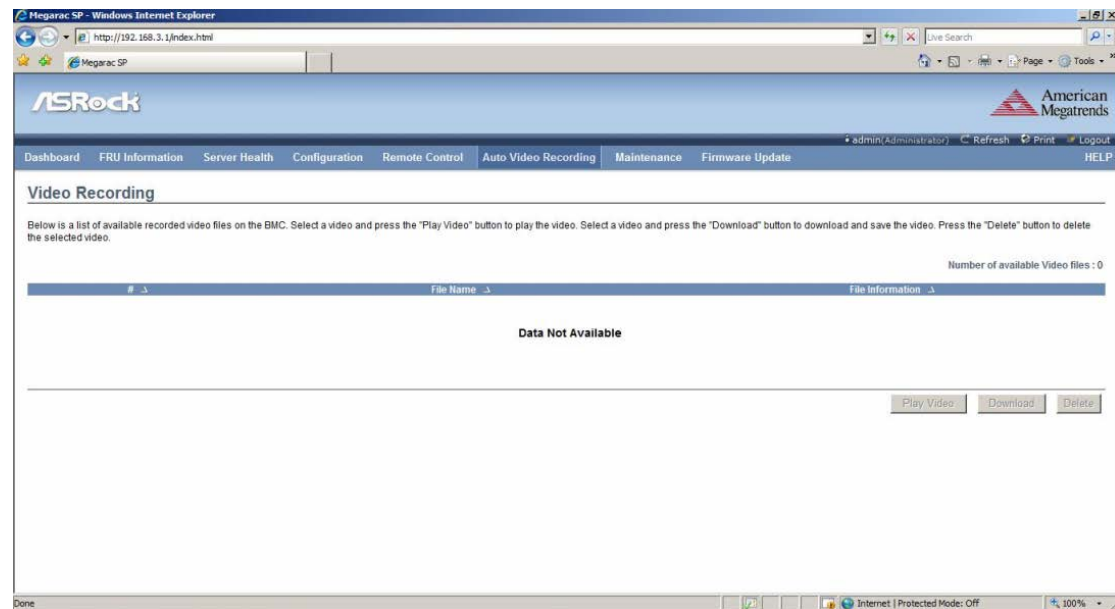 Megarac SP - Windows Internet Explorer
http://192.168.3.1/index.html
Live Search
Megarac SP
Page
Tools
ASRock
American
Megatrends
admin(Administrator) Refresh Print Logout
Dashboard FRU Information Server Health Configuration Remote Control Auto Video Recording Maintenance Firmware Update HELP
Video Recording
Below is a list of available recorded video files on the BMC. Select a video and press the "Play Video" button to play the video. Select a video and press the "Download" button to download and save the video. Press the "Delete" button to delete
the selected video.
Number of available Video files : 0
# File Name File Information
Data Not Available
Play Video Download Delete
Done Internet | Protected Mode: Off 100%